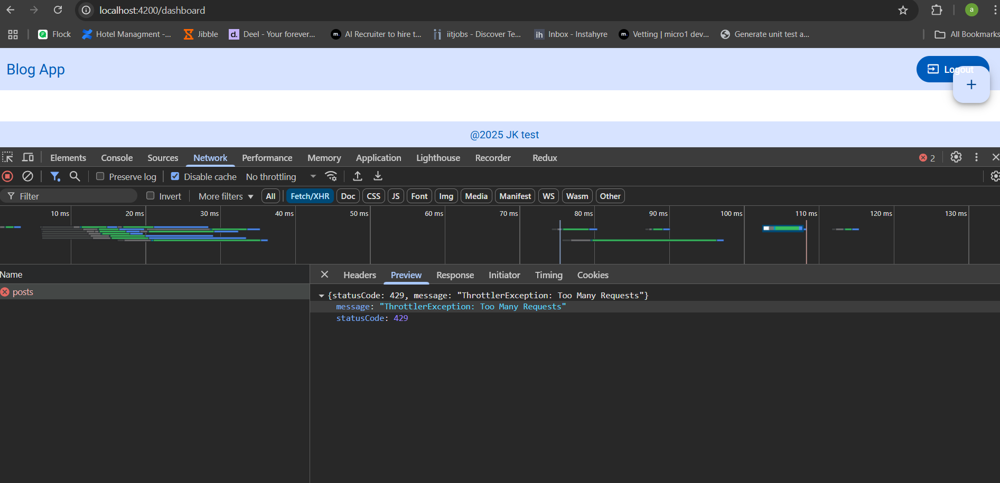 localhost:4200/dashboard
a
Flock
Hotel Managment -...
Jibble
d. Deel - Your forever...
m. AI Recruiter to hire t...
iitjobs - Discover Te...
ih Inbox - Instahyre
m. Vetting | micro1 dev...
Generate unit test a...
All Bookmarks
Blog App
Logout
+
@2025 JK test
Elements Console Sources Network Performance Memory Application Lighthouse Recorder Redux 2
Preserve log Disable cache No throttling
Filter Invert More filters All Fetch/XHR Doc CSS JS Font Img Media Manifest WS Wasm Other
10 ms 20 ms 30 ms 40 ms 50 ms 60 ms 70 ms 80 ms 90 ms 100 ms 110 ms 120 ms 130 ms
Name
Headers Preview Response Initiator Timing Cookies
posts
{statusCode: 429, message: "ThrottlerException: Too Many Requests"}
message: "ThrottlerException: Too Many Requests"
statusCode: 429